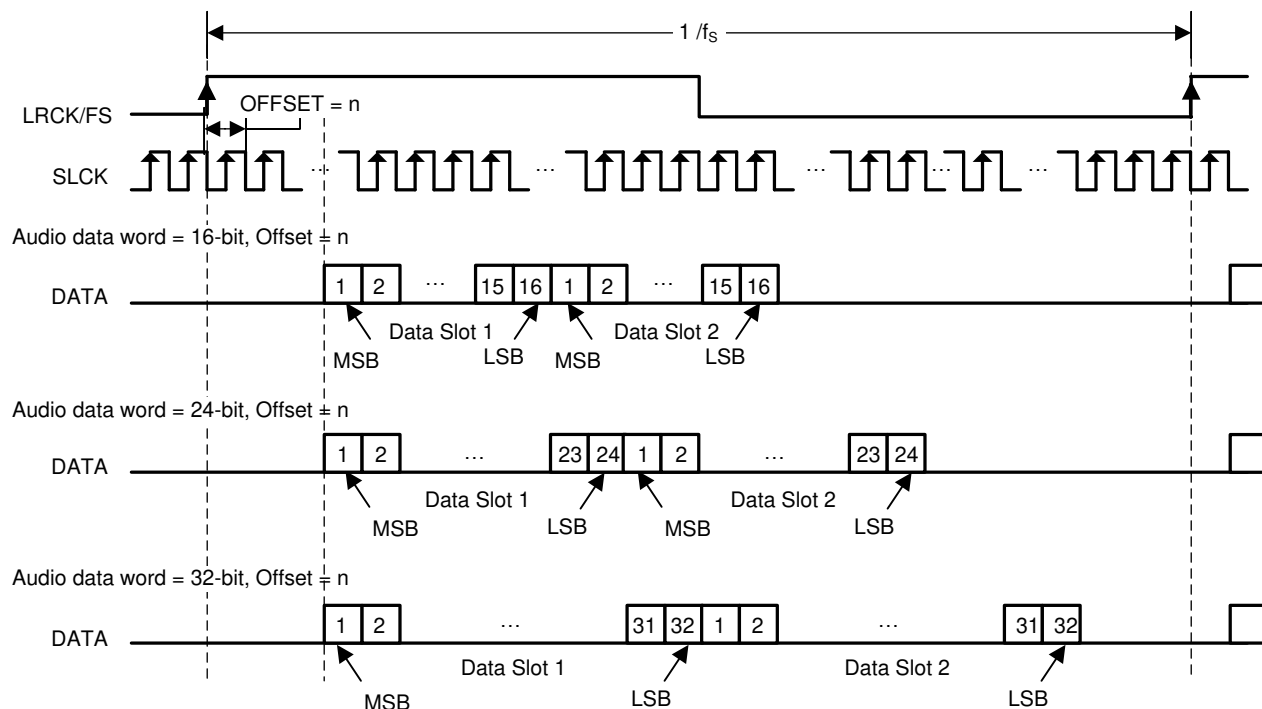 1 /fS
LRCK/FS
OFFSET = n
SLCK
... ... ... ... ...
Audio data word = 16-bit, Offset = n
DATA
1 2 ... 15 16 1 2 ... 15 16
Data Slot 1 Data Slot 2
MSB LSB MSB LSB
Audio data word = 24-bit, Offset = n
DATA
1 2 ... 23 24 1 2 ... 23 24
Data Slot 1 Data Slot 2
MSB LSB MSB LSB
Audio data word = 32-bit, Offset = n
DATA
1 2 ... 31 32 1 2 ... 31 32
Data Slot 1 Data Slot 2
MSB LSB LSB